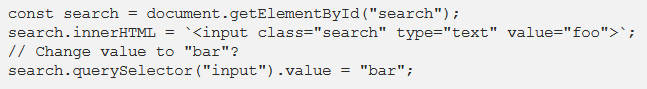 const search = document.getElementById("search");
search.innerHTML = `<input class="search" type="text" value="foo">`;
// Change value to "bar"?
search.querySelector("input").value = "bar";